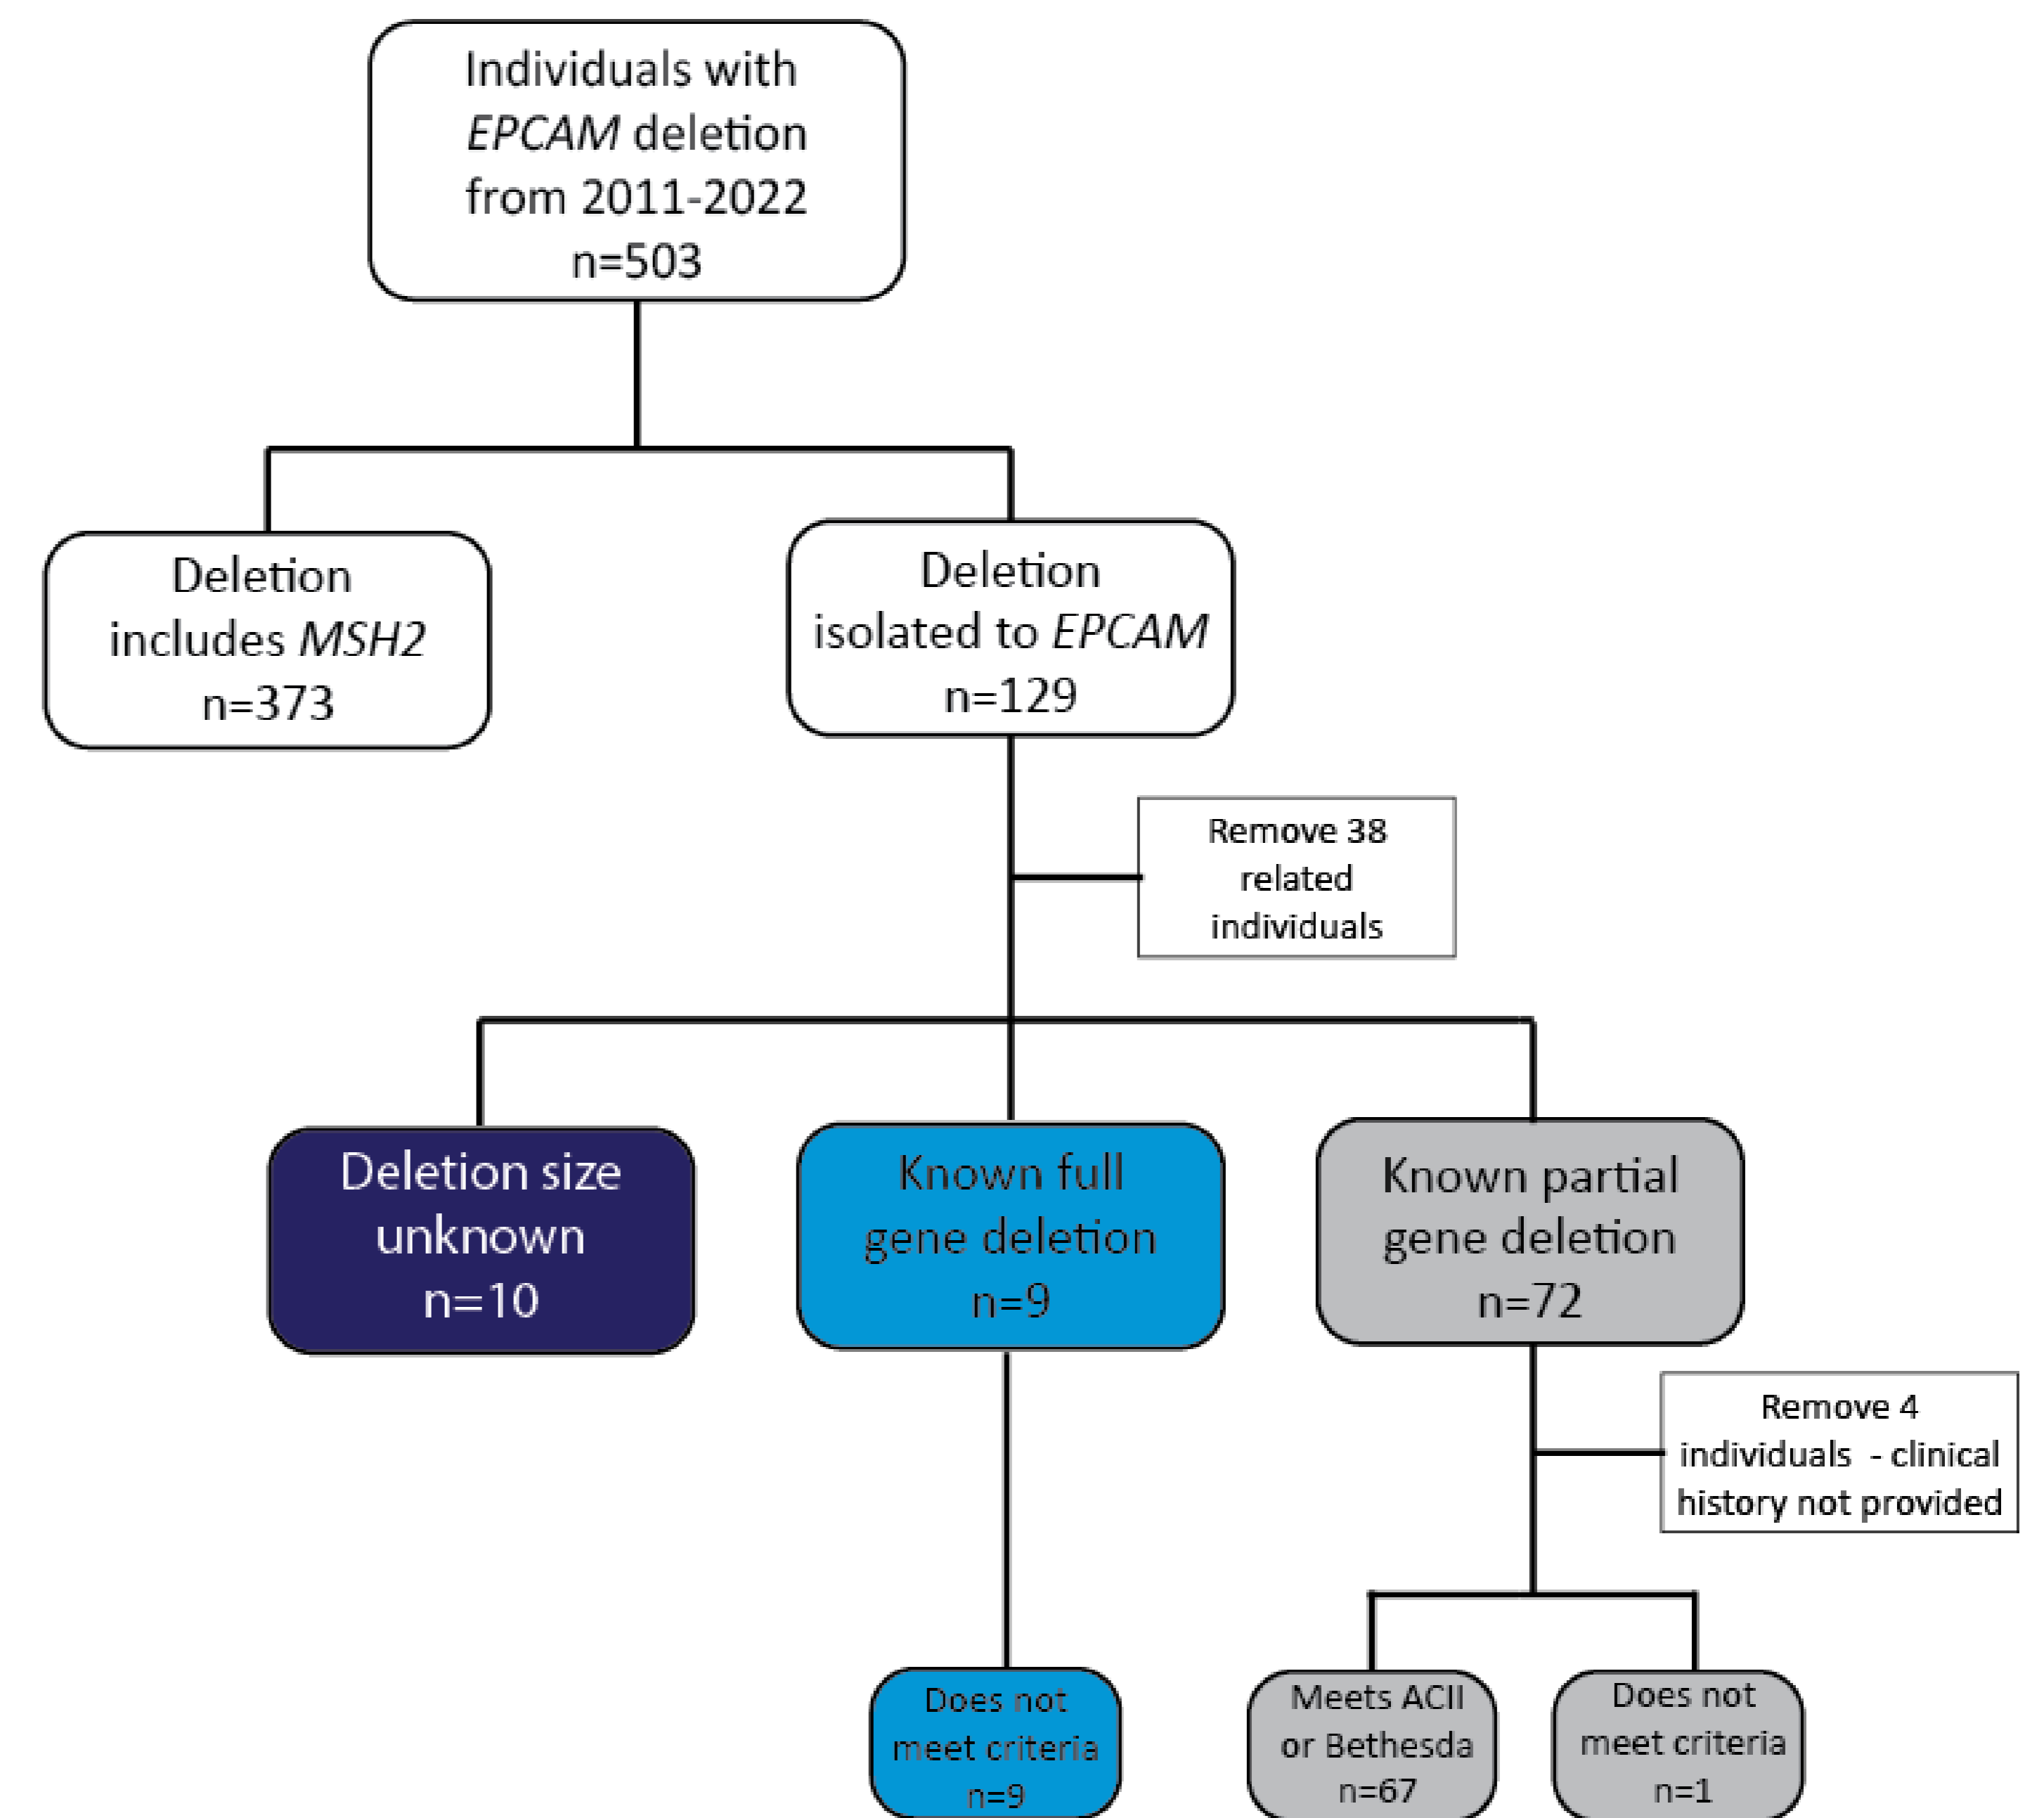 Individuals with
EPCAM deletion
from 2011-2022
n=503
Deletion
includes MSH2
n=373
Deletion
isolated to EPCAM
n=129
Remove 38
related
individuals
Deletion size
unknown
n=10
Known full
gene deletion
n=9
Known partial
gene deletion
n=72
Remove 4
individuals - clinical
history not provided
Does not
meet criteria
n=9
Meets ACII
or Bethesda
n=67
Does not
meet criteria
n=1